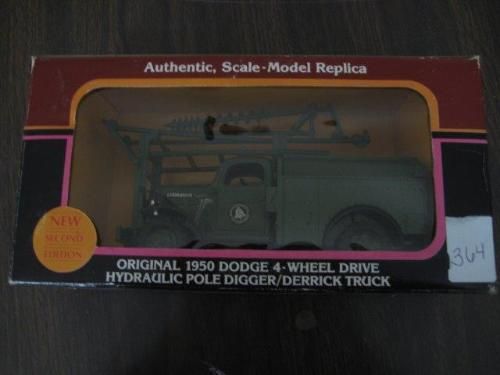 Authentic, Scale-Model Replica
NEW
SECOND
EDITION
364
ORIGINAL 1950 DODGE 4-WHEEL DRIVE
HYDRAULIC POLE DIGGER/DERRICK TRUCK